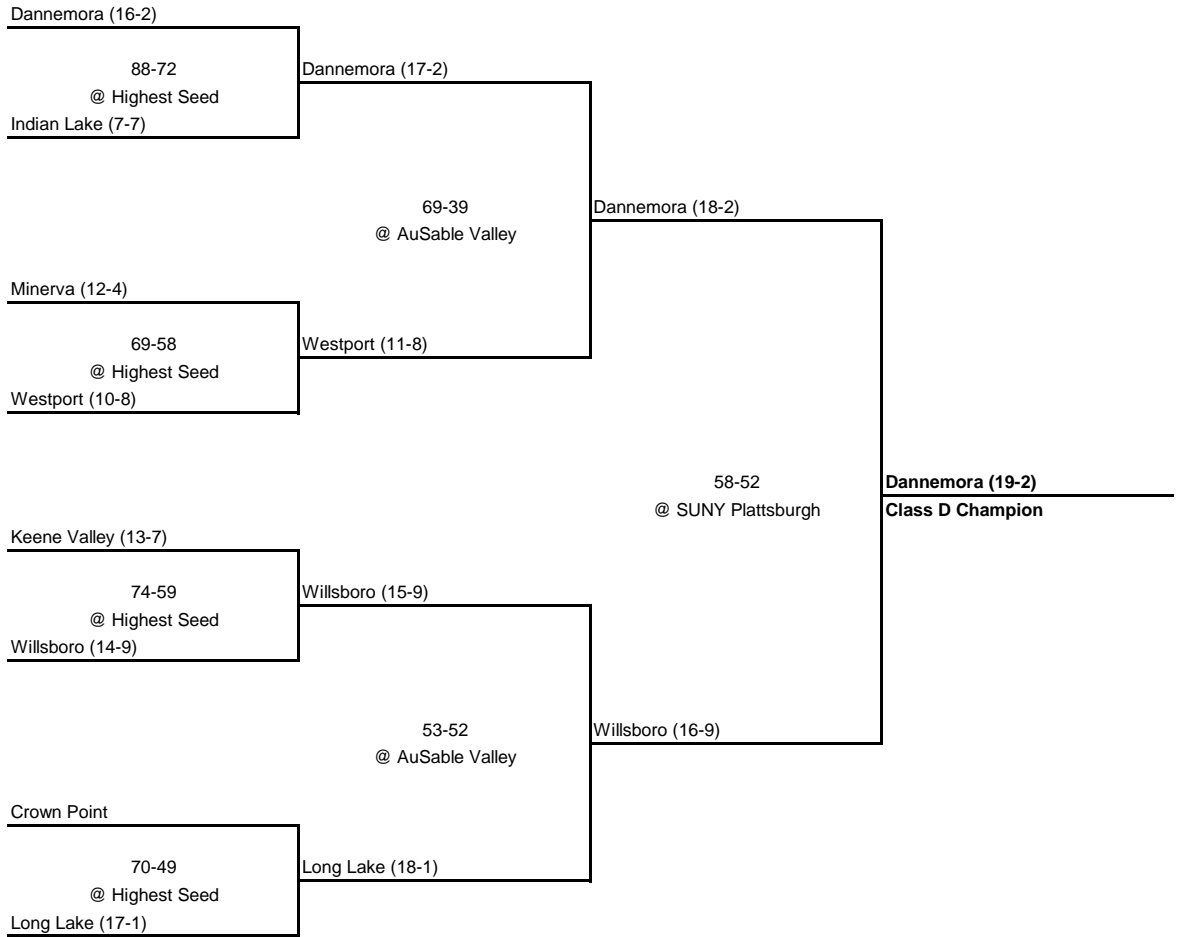 Dannemora (16-2)
88-72
@ Highest Seed
Dannemora (17-2)
Indian Lake (7-7)
69-39
@ AuSable Valley
Dannemora (18-2)
Minerva (12-4)
69-58
@ Highest Seed
Westport (11-8)
Westport (10-8)
58-52
@ SUNY Plattsburgh
Dannemora (19-2)
Class D Champion
Keene Valley (13-7)
74-59
@ Highest Seed
Willsboro (15-9)
Willsboro (14-9)
53-52
@ AuSable Valley
Willsboro (16-9)
Crown Point
70-49
@ Highest Seed
Long Lake (18-1)
Long Lake (17-1)